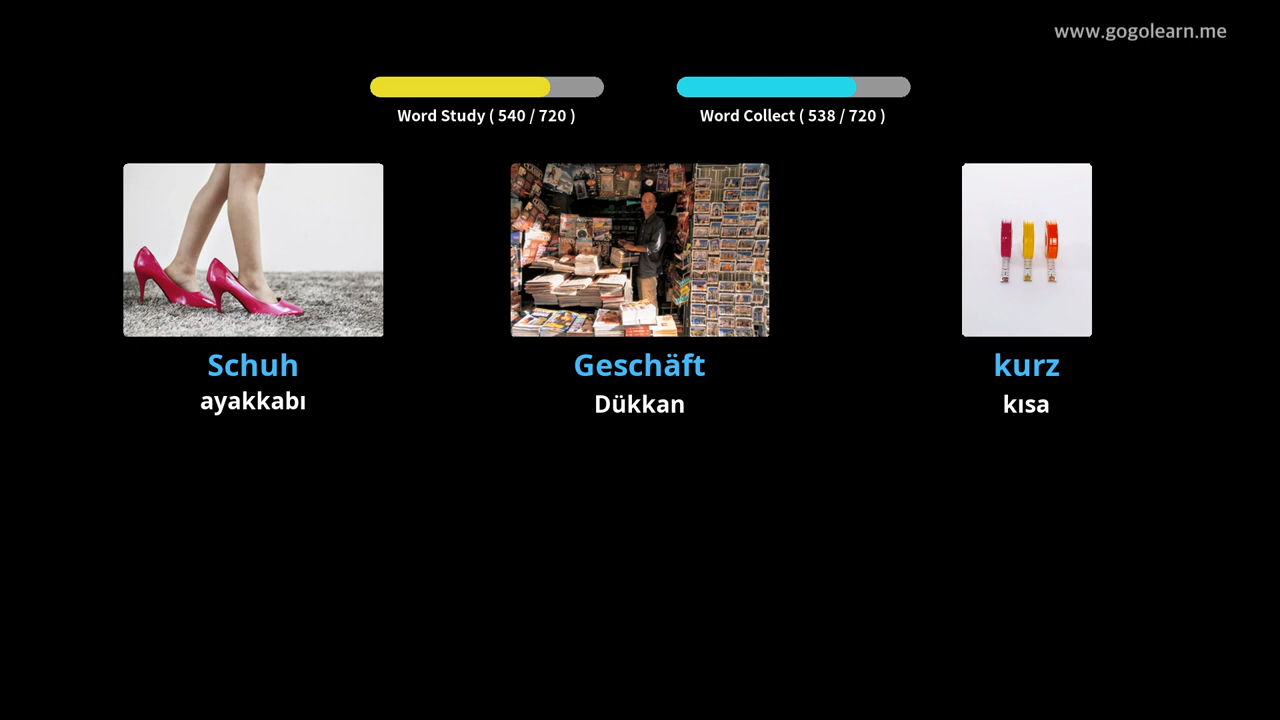 www.gogolearn.me
Word Study ( 540 / 720 )
Word Collect ( 538 / 720 )
Schuh
ayakkabı
Geschäft
Dükkan
kurz
kısa